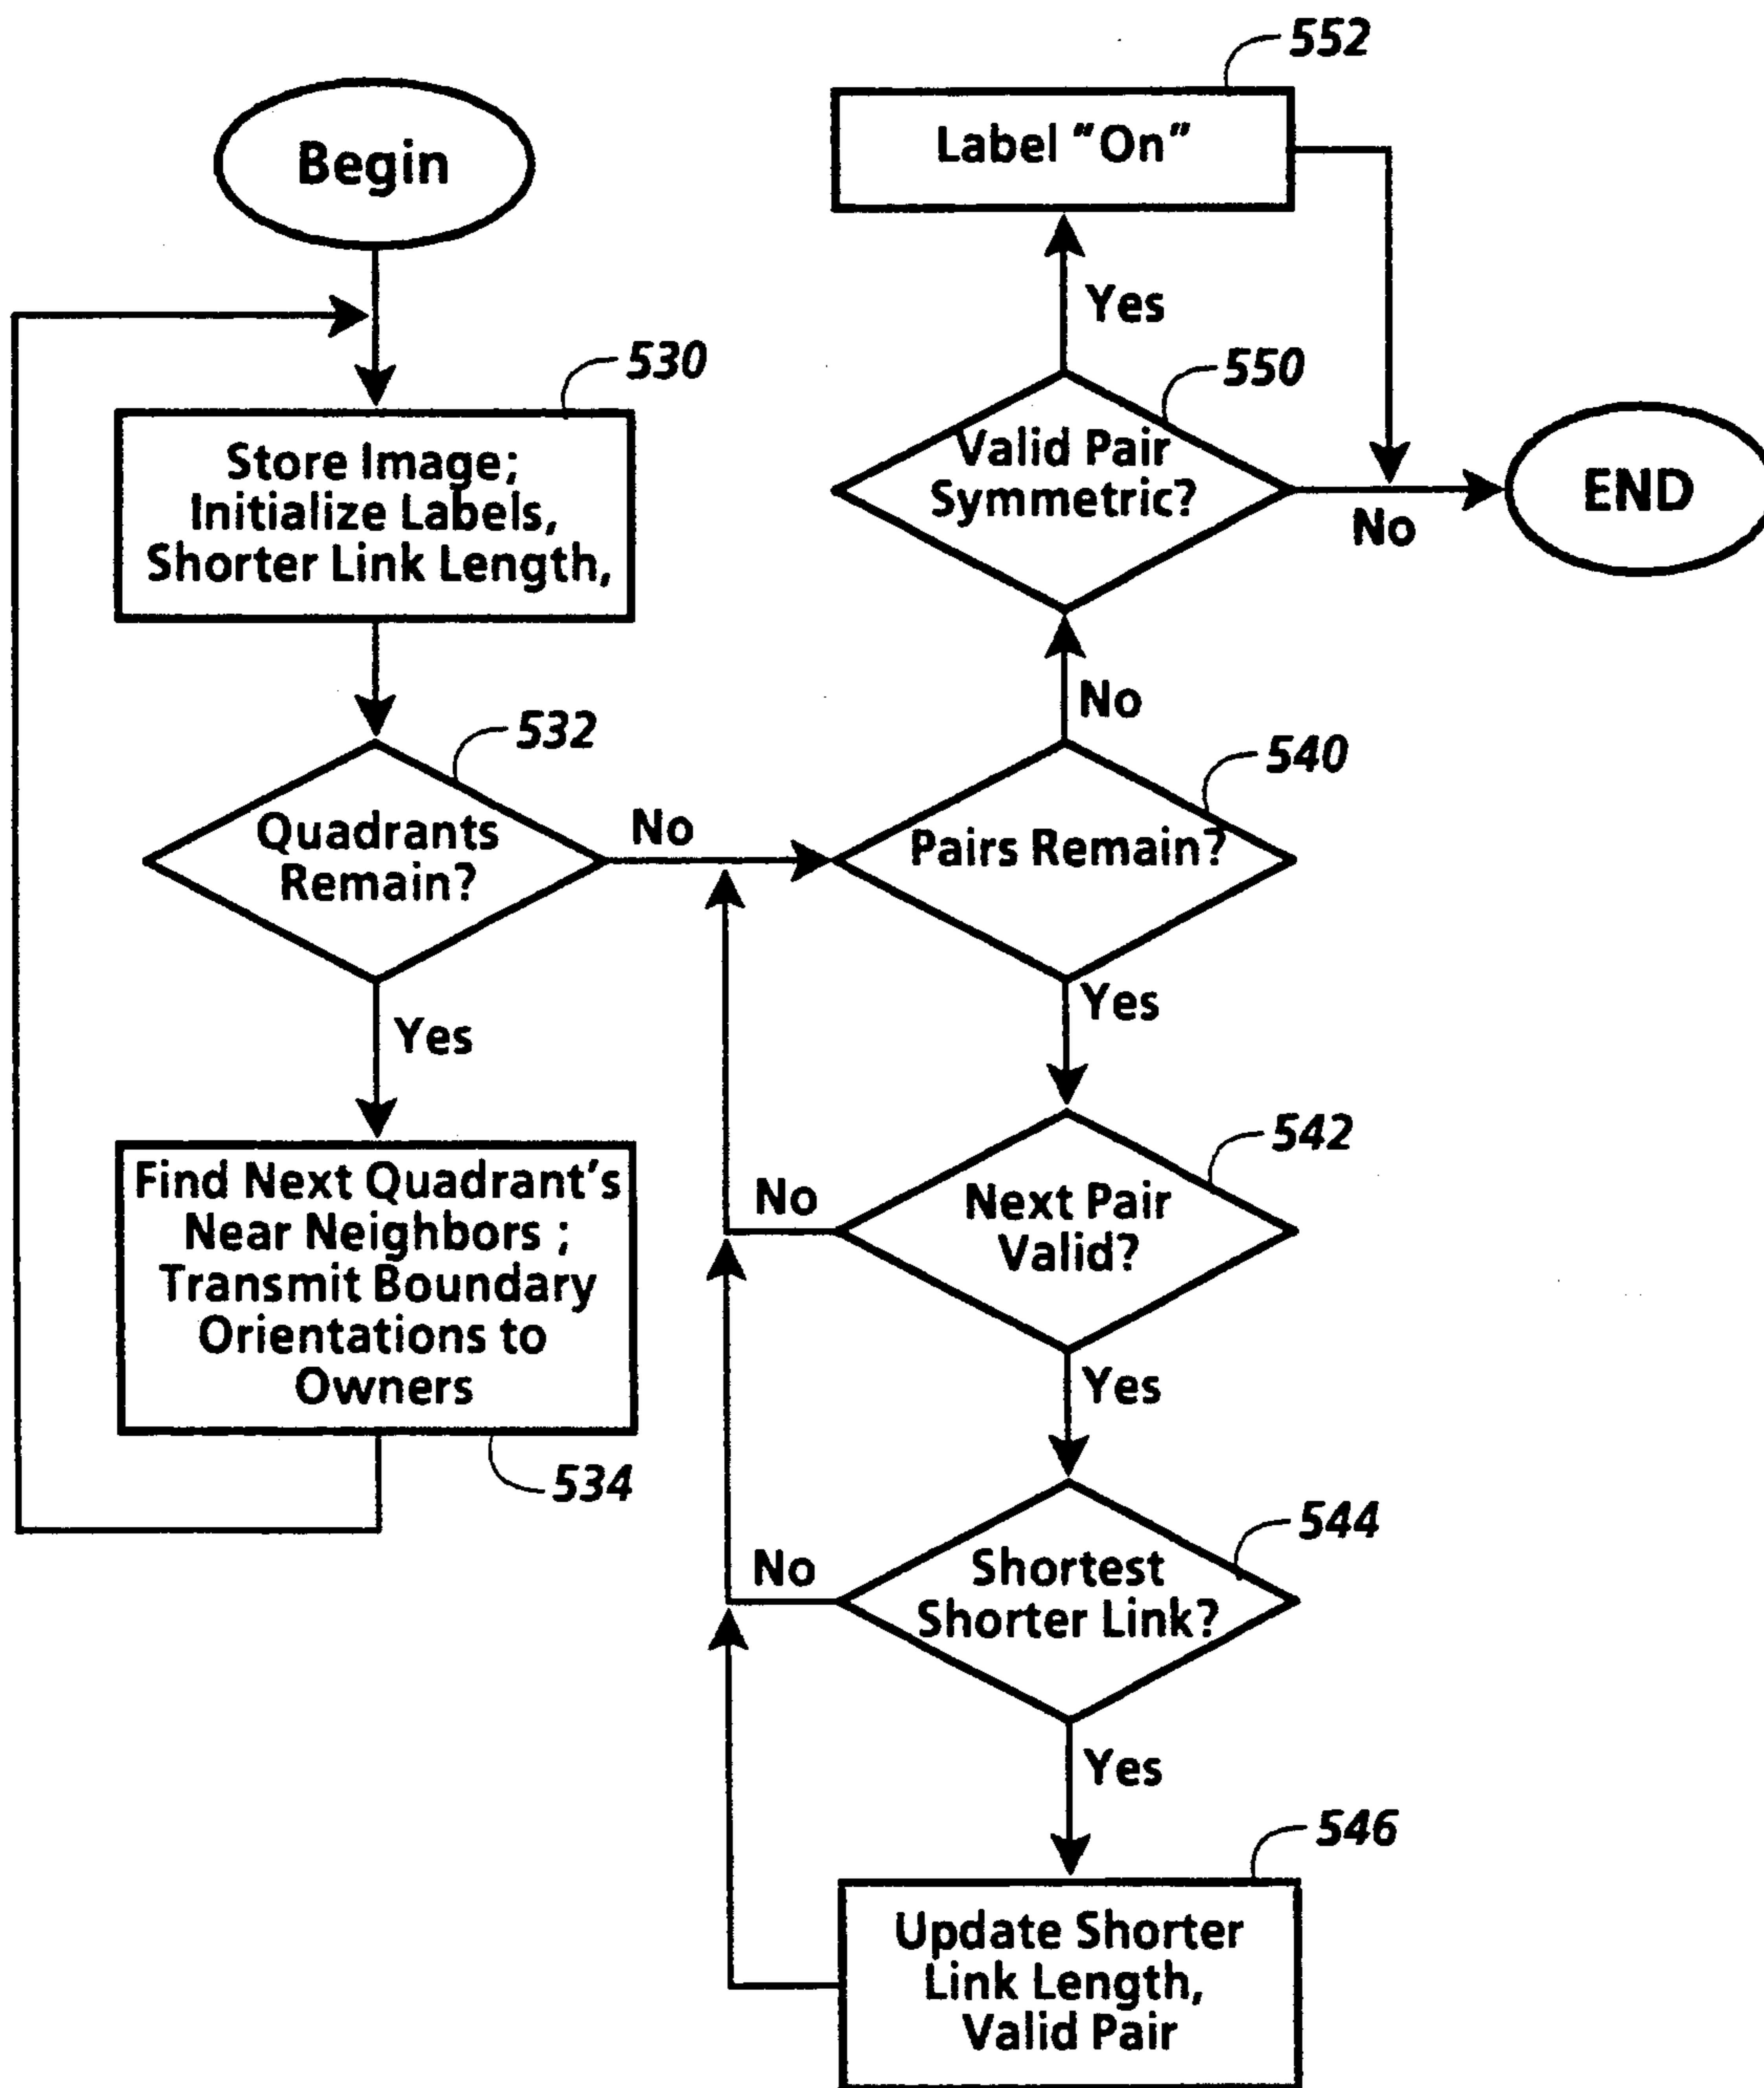 Begin
530
Store Image;
Initialize Labels,
Shorter Link Length,
532
Quadrants
Remain?
No
Yes
Find Next Quadrant's
Near Neighbors ;
Transmit Boundary
Orientations to
Owners
534
552
Label "On"
Yes
550
Valid Pair
Symmetric?
No
END
No
540
Pairs Remain?
Yes
542
Next Pair
Valid?
No
Yes
544
Shortest
Shorter Link?
No
Yes
546
Update Shorter
Link Length,
Valid Pair